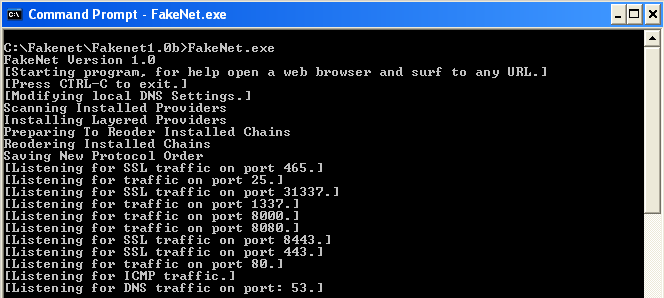 Command Prompt - FakeNet.exe
C:\Fakenet\Fakenet1.0b>FakeNet.exe
FakeNet Version 1.0
[Starting program, for help open a web browser and surf to any URL.]
[Press CTRL-C to exit.]
[Modifying local DNS Settings.]
Scanning Installed Providers
Installing Layered Providers
Preparing To Reoder Installed Chains
Reodering Installed Chains
Saving New Protocol Order
[Listening for SSL traffic on port 465.]
[Listening for traffic on port 25.]
[Listening for SSL traffic on port 31337.]
[Listening for traffic on port 1337.]
[Listening for traffic on port 8000.]
[Listening for traffic on port 8080.]
[Listening for SSL traffic on port 8443.]
[Listening for SSL traffic on port 443.]
[Listening for traffic on port 80.]
[Listening for ICMP traffic.]
[Listening for DNS traffic on port: 53.]